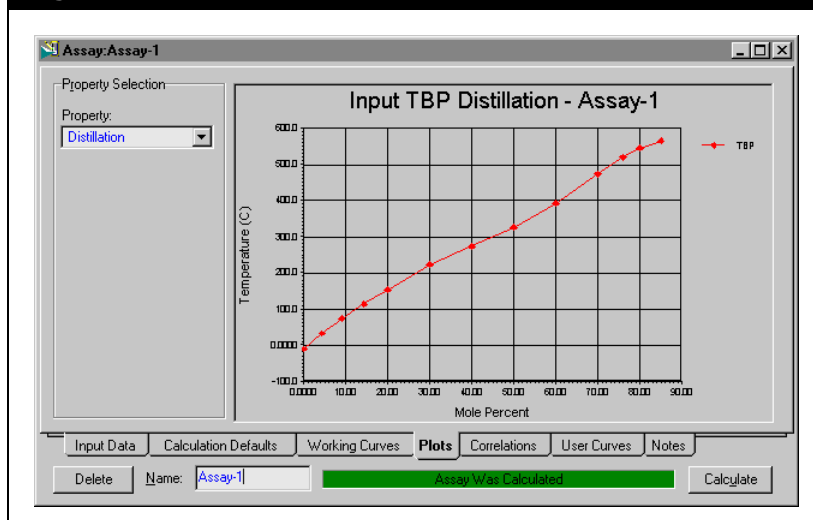 Assay:Assay-1
Property Selection
Property:
Distillation
Input TBP Distillation - Assay-1
600.0
500.0
400.0
300.0
200.0
100.0
0.0000
-100.0
Temperature (C)
0.0000 10.00 20.00 30.00 40.00 50.00 60.00 70.00 80.00 90.00
Mole Percent
TBP
Input Data Calculation Defaults Working Curves Plots Correlations User Curves Notes
Delete Name: Assay-1 Assay Was Calculated Calculate